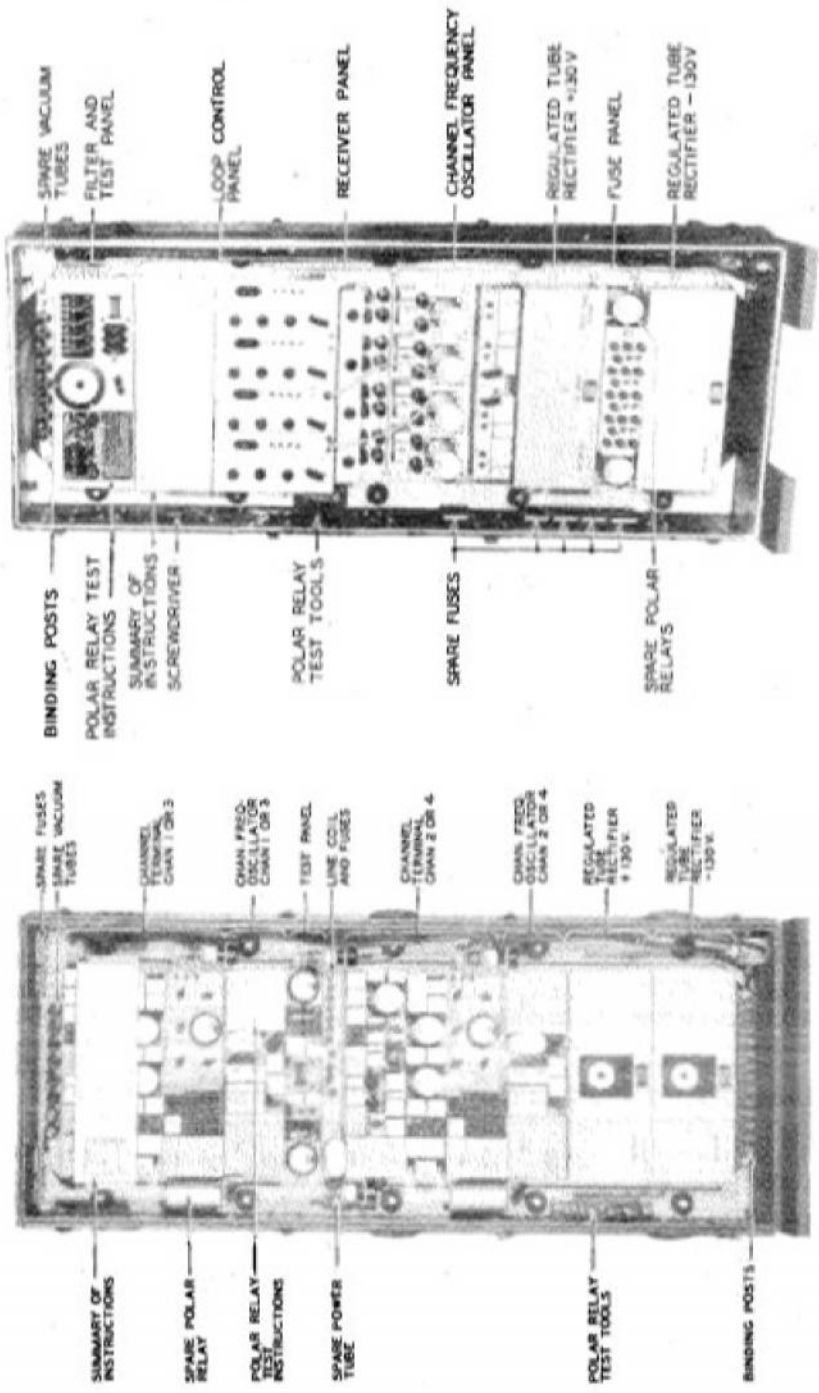 SPARE VACUUM
TUBES
FILTER AND
TEST PANEL
LOOP CONTROL
PANEL
RECEIVER PANEL
CHANNEL FREQUENCY
OSCILLATOR PANEL
REGULATED TUBE
RECTIFIER +130V
FUSE PANEL
REGULATED TUBE
RECTIFIER -130V
BINDING POSTS
POLAR RELAY TEST
INSTRUCTIONS
SUMMARY OF
INSTRUCTIONS
SCREWDRIVER
POLAR RELAY
TEST TOOLS
SPARE FUSES
SPARE POLAR
RELAYS
SPARE FUSES
SPARE VACUUM
TUBES
CHANNEL
TERMINAL
CHAN 1 OR 3
CHAN FREQ-
OSCILLATOR
CHAN 1 OR 3
TEST PANEL
LINE COIL
AND FUSES
CHANNEL
TERMINAL
CHAN 2 OR 4
CHAN FREQ
OSCILLATOR
CHAN 2 OR 4
REGULATED
TUBE
RECTIFIER
+130V.
REGULATED
TUBE
RECTIFIER
-130V.
SUMMARY OF
INSTRUCTIONS
SPARE POLAR
RELAY
POLAR RELAY
TEST
INSTRUCTIONS
SPARE POWER
TUBE
POLAR RELAY
TEST TOOLS
BINDING POSTS